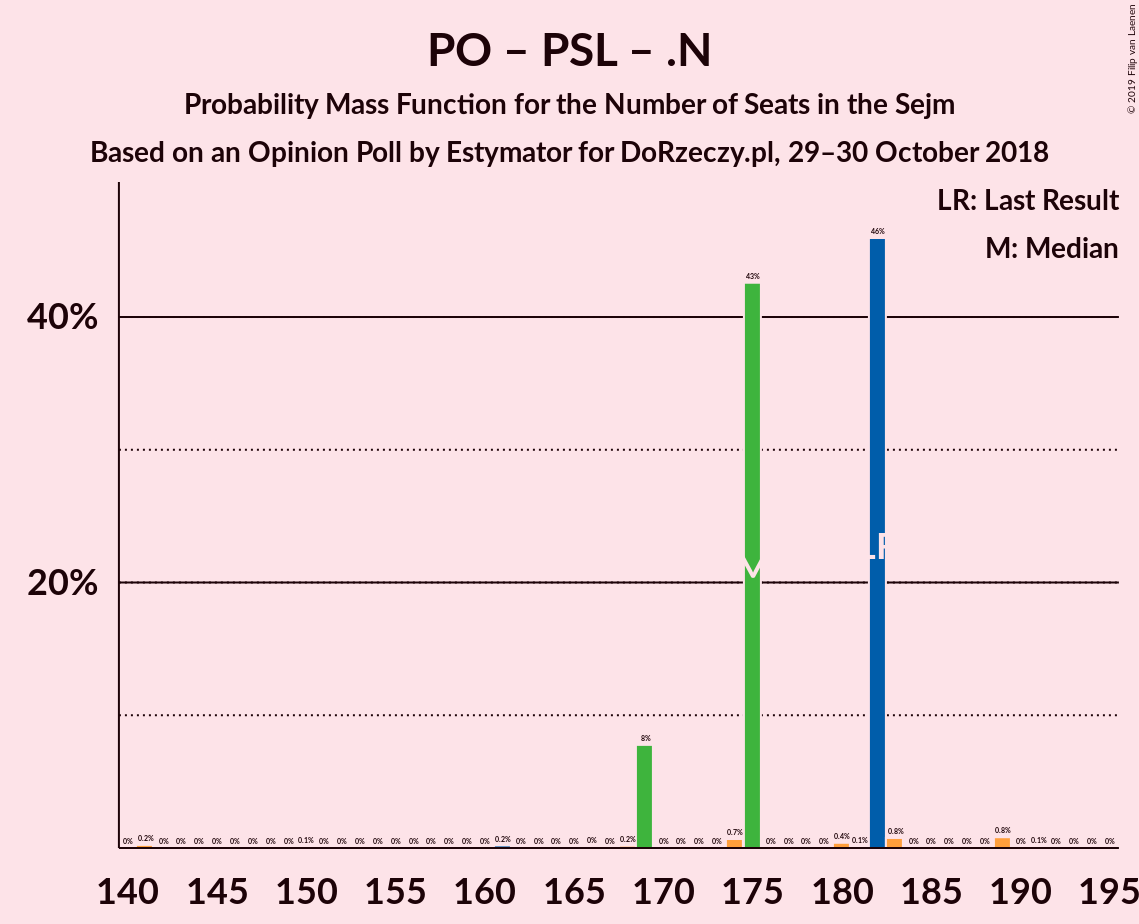 PO – PSL – .N
Probability Mass Function for the Number of Seats in the Sejm
Based on an Opinion Poll by Estymator for DoRzeczy.pl, 29–30 October 2018
© 2019 Filip van Laenen
LR: Last Result
M: Median
46%
43%
40%
LR
M
20%
8%
0% 0.2% 0% 0% 0% 0% 0% 0% 0% 0% 0.1% 0% 0% 0% 0% 0% 0% 0% 0% 0% 0% 0.2% 0% 0% 0% 0% 0% 0% 0.2% 0% 0% 0% 0% 0.7% 0% 0% 0% 0% 0.4% 0.1% 0.8% 0% 0% 0% 0% 0% 0.8% 0% 0.1% 0% 0% 0% 0%
140 145 150 155 160 165 170 175 180 185 190 195